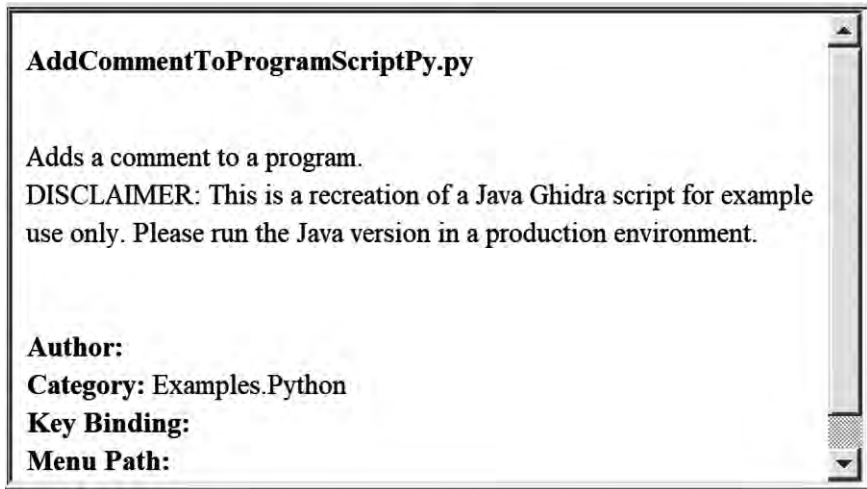 AddCommentToProgramScriptPy.py
Adds a comment to a program.
DISCLAIMER: This is a recreation of a Java Ghidra script for example
use only. Please run the Java version in a production environment.
Author:
Category: Examples.Python
Key Binding:
Menu Path: